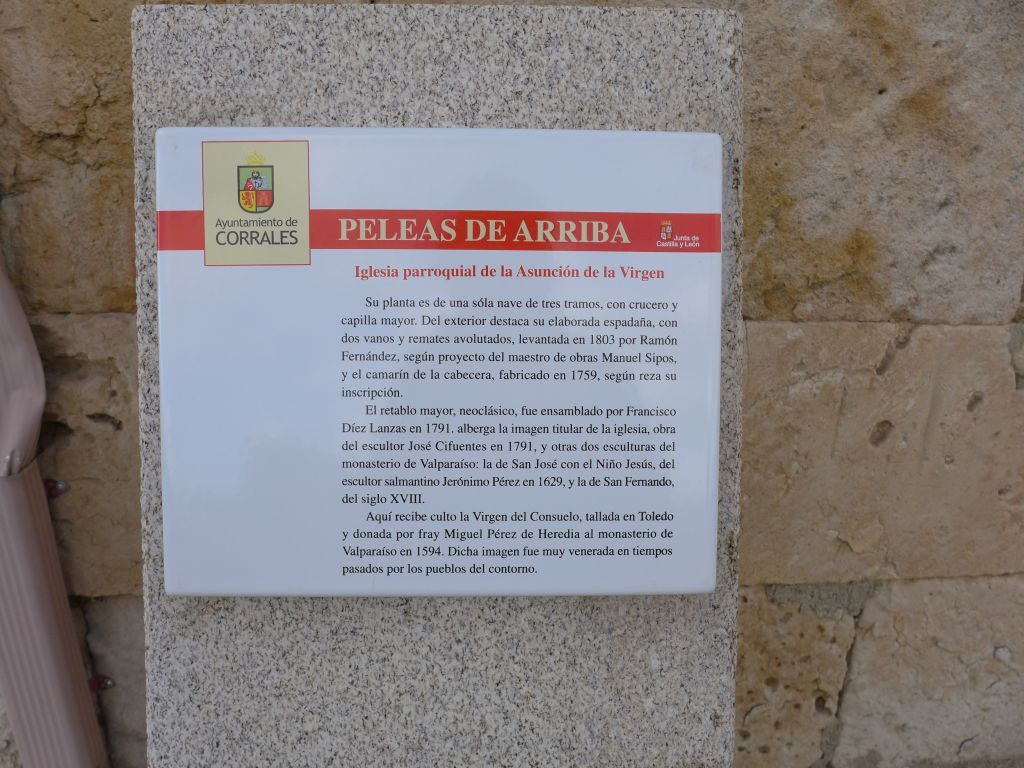 Ayuntamiento de
CORRALES
PELEAS DE ARRIBA
Junta de
Castilla y León
Iglesia parroquial de la Asunción de la Virgen
Su planta es de una sóla nave de tres tramos, con crucero y
capilla mayor. Del exterior destaca su elaborada espadaña, con
dos vanos y remates avolutados, levantada en 1803 por Ramón
Fernández, según proyecto del maestro de obras Manuel Sipos,
y el camarín de la cabecera, fabricado en 1759, según reza su
inscripción.
El retablo mayor, neoclásico, fue ensamblado por Francisco
Díez Lanzas en 1791. alberga la imagen titular de la iglesia, obra
del escultor José Cifuentes en 1791, y otras dos esculturas del
monasterio de Valparaíso: la de San José con el Niño Jesús, del
escultor salmantino Jerónimo Pérez en 1629, y la de San Fernando,
del siglo XVIII.
Aquí recibe culto la Virgen del Consuelo, tallada en Toledo
y donada por fray Miguel Pérez de Heredia al monasterio de
Valparaíso en 1594. Dicha imagen fue muy venerada en tiempos
pasados por los pueblos del contorno.